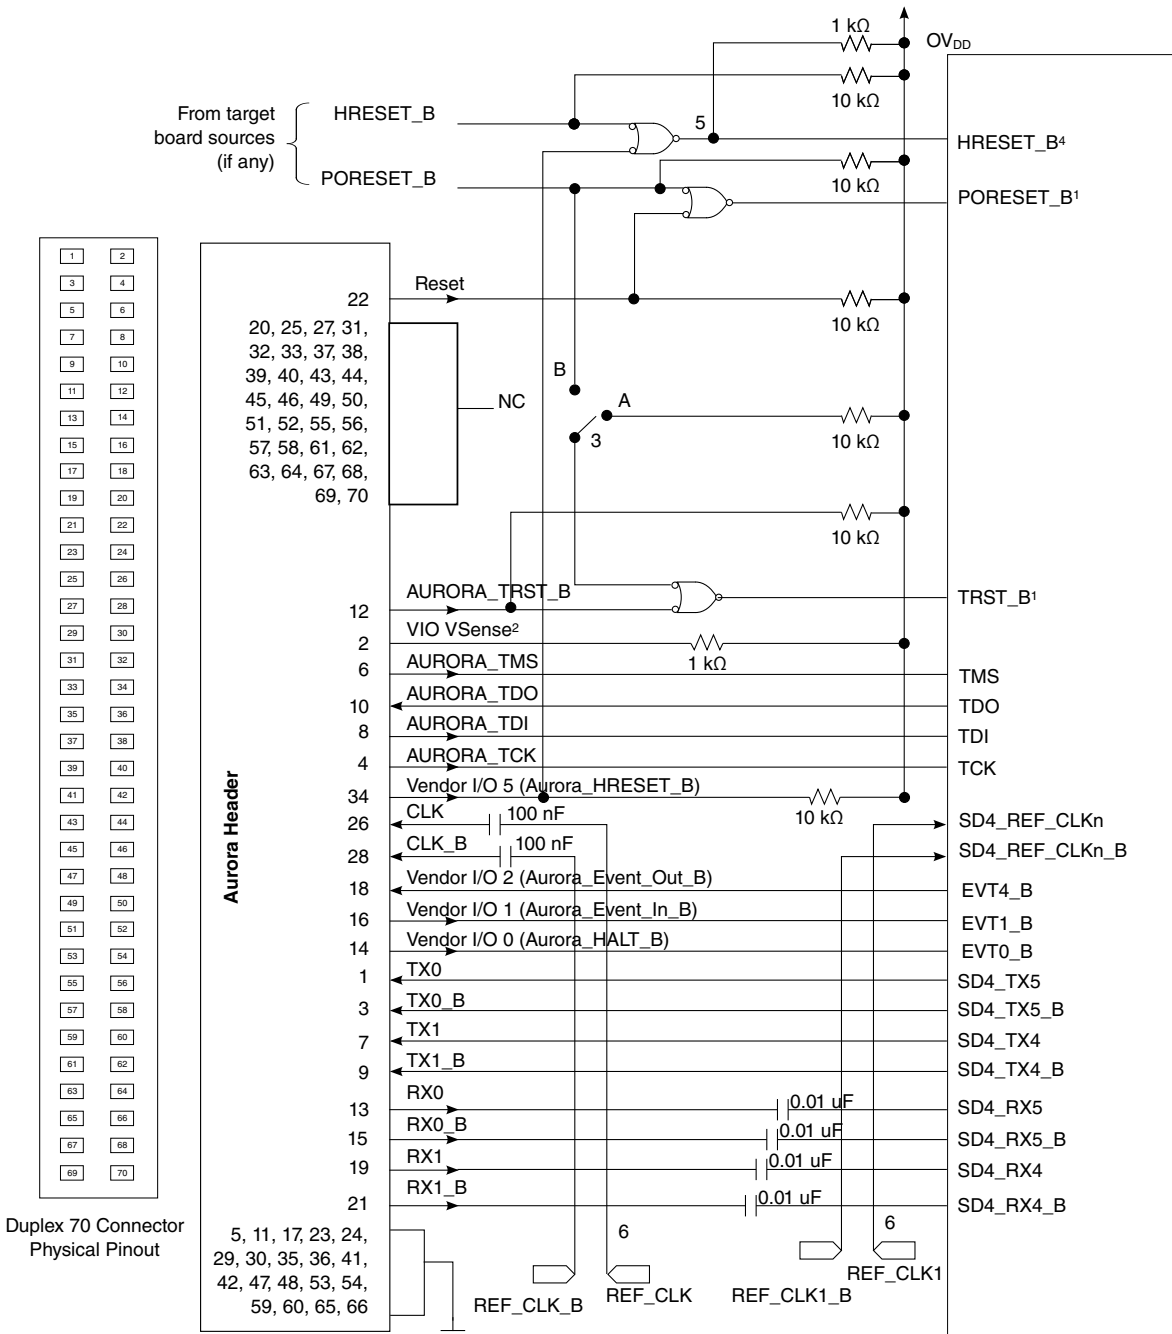 1 kΩ
OVDD
10 kΩ
From target
board sources
(if any)
HRESET_B
5
HRESET_B4
10 kΩ
PORESET_B
PORESET_B1
1 2
3 4
5 6
7 8
9 10
11 12
13 14
15 16
17 18
19 20
21 22
23 24
25 26
27 28
29 30
31 32
33 34
35 36
37 38
39 40
41 42
43 44
45 46
47 48
49 50
51 52
53 54
55 56
57 58
59 60
61 62
63 64
65 66
67 68
69 70
Duplex 70 Connector
Physical Pinout
Aurora Header
22
Reset
10 kΩ
20, 25, 27, 31,
32, 33, 37, 38,
39, 40, 43, 44,
45, 46, 49, 50,
51, 52, 55, 56,
57, 58, 61, 62,
63, 64, 67, 68,
69, 70
NC
B
A
3
10 kΩ
10 kΩ
12 AURORA_TRST_B TRST_B1
2 VIO VSense2 1 kΩ
6 AURORA_TMS TMS
10 AURORA_TDO TDO
8 AURORA_TDI TDI
4 AURORA_TCK TCK
34 Vendor I/O 5 (Aurora_HRESET_B) 10 kΩ
26 CLK 100 nF SD4_REF_CLKn
28 CLK_B 100 nF SD4_REF_CLKn_B
18 Vendor I/O 2 (Aurora_Event_Out_B) EVT4_B
16 Vendor I/O 1 (Aurora_Event_In_B) EVT1_B
14 Vendor I/O 0 (Aurora_HALT_B) EVT0_B
1 TX0 SD4_TX5
3 TX0_B SD4_TX5_B
7 TX1 SD4_TX4
9 TX1_B SD4_TX4_B
13 RX0 0.01 uF SD4_RX5
15 RX0_B 0.01 uF SD4_RX5_B
19 RX1 0.01 uF SD4_RX4
21 RX1_B 0.01 uF SD4_RX4_B
5, 11, 17, 23, 24,
29, 30, 35, 36, 41,
42, 47, 48, 53, 54,
59, 60, 65, 66
6
6
REF_CLK_B
REF_CLK
REF_CLK1_B
REF_CLK1